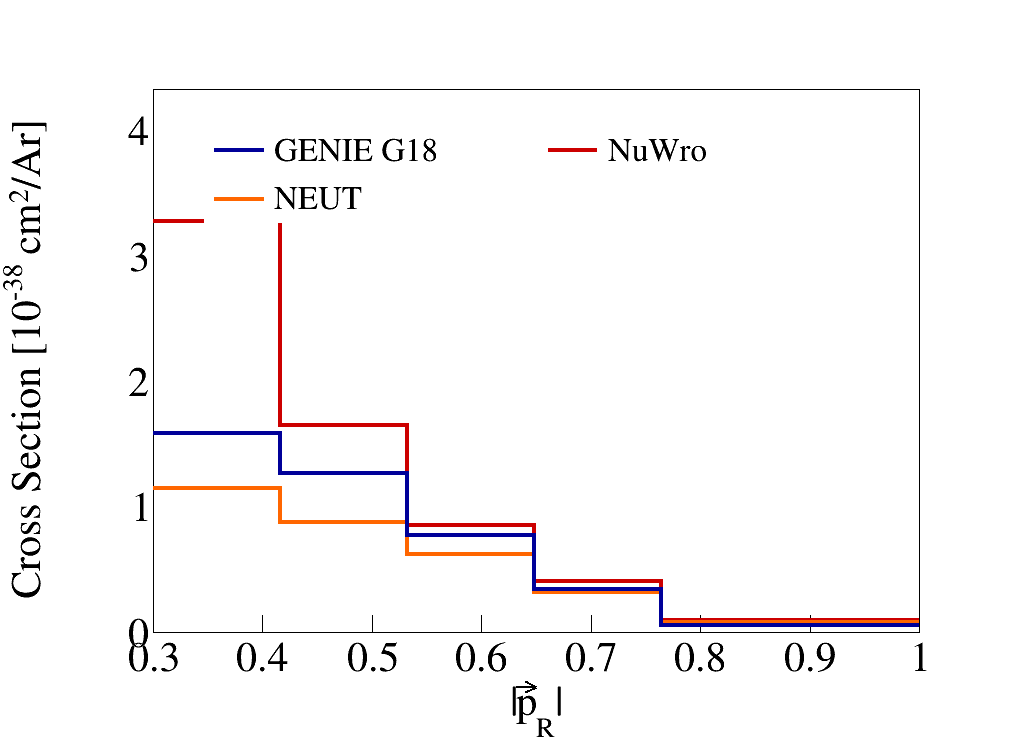 GENIE G18
NuWro
NEUT
Cross Section [10⁻³⁸ cm²/Ar]
4
3
2
1
0
0.3 0.4 0.5 0.6 0.7 0.8 0.9 1
|p⃗_R|